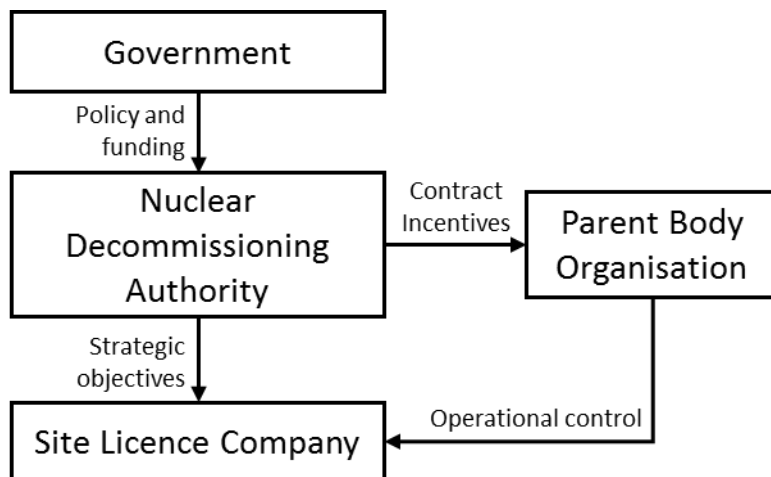 Government
Policy and
funding
Nuclear
Decommissioning
Authority
Contract
Incentives
Parent Body
Organisation
Strategic
objectives
Site Licence Company
Operational control